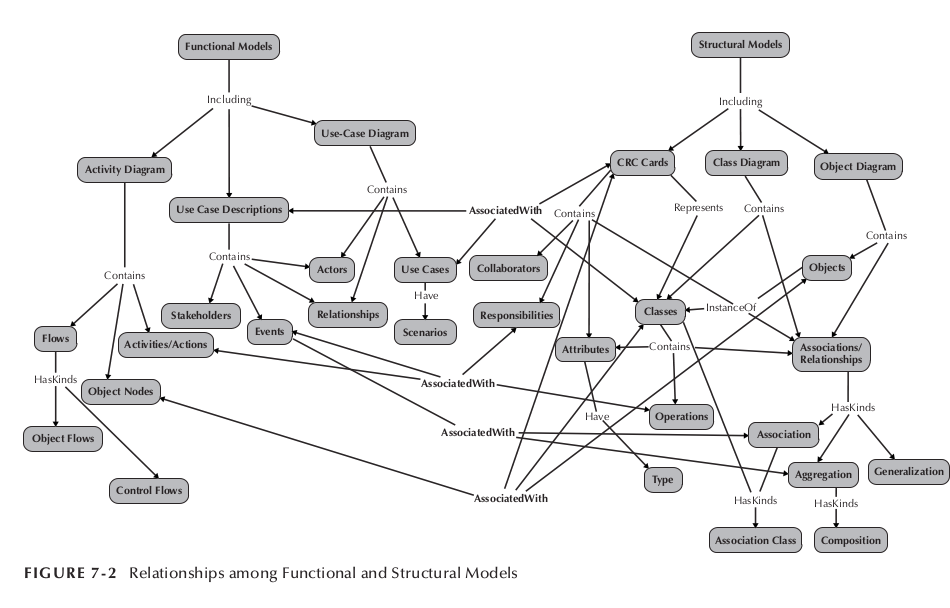 Functional Models
Structural Models
Including
Including
Use-Case Diagram
Activity Diagram
CRC Cards
Class Diagram
Object Diagram
Use Case Descriptions
Contains
AssociatedWith
Contains
Represents
Contains
Contains
Contains
Contains
Actors
Use Cases
Collaborators
Objects
Have
Stakeholders
Relationships
Responsibilities
Classes
InstanceOf
Flows
Activities/Actions
Events
Scenarios
Attributes
Contains
Associations/
Relationships
HasKinds
Object Nodes
AssociatedWith
Have
Operations
HasKinds
Object Flows
AssociatedWith
Association
Control Flows
AssociatedWith
Type
Aggregation
Generalization
HasKinds
HasKinds
Association Class
Composition
FIGURE 7-2 Relationships among Functional and Structural Models